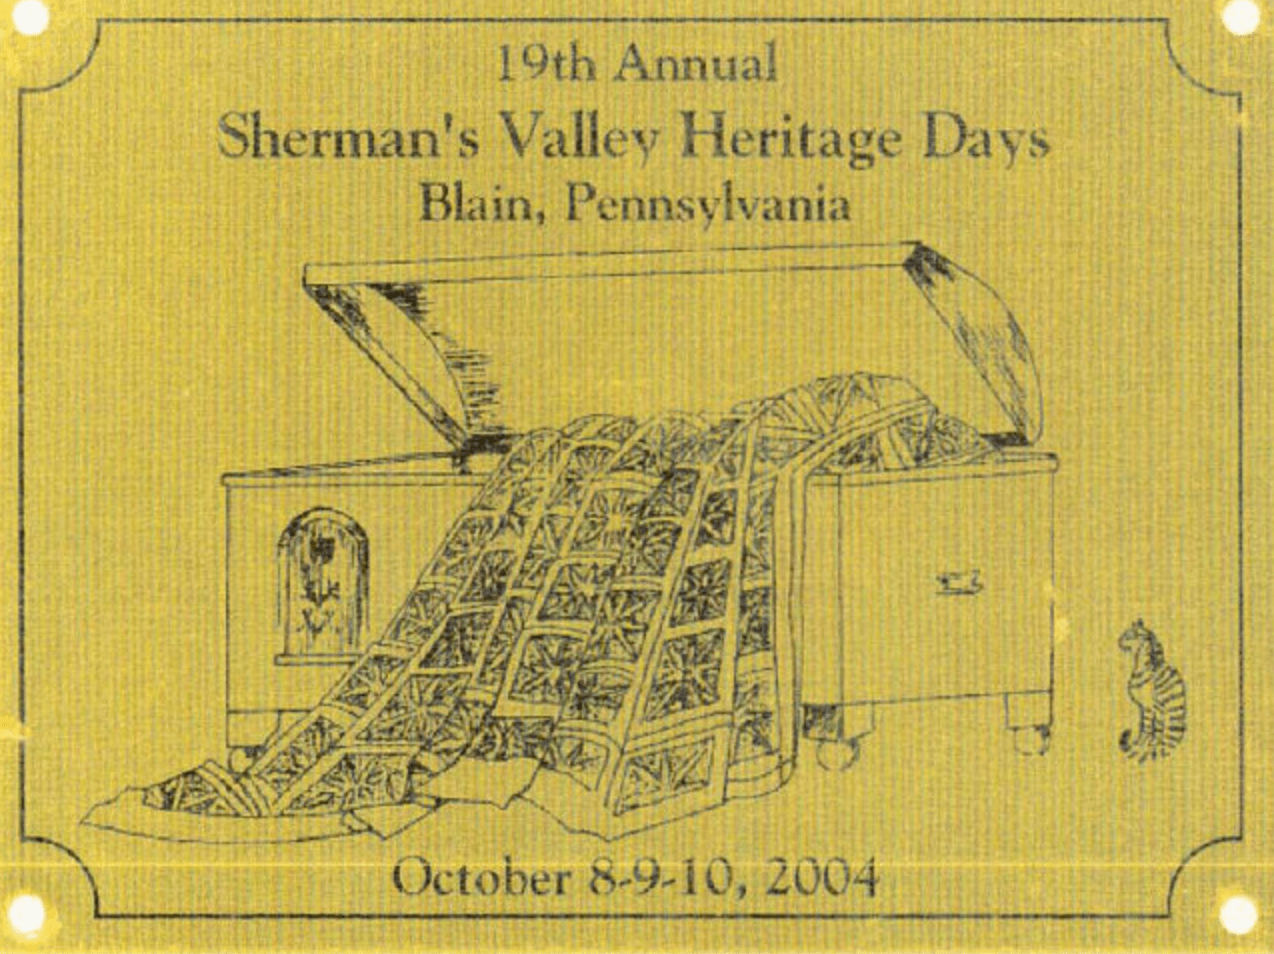 19th Annual
Sherman's Valley Heritage Days
Blain, Pennsylvania
October 8-9-10, 2004